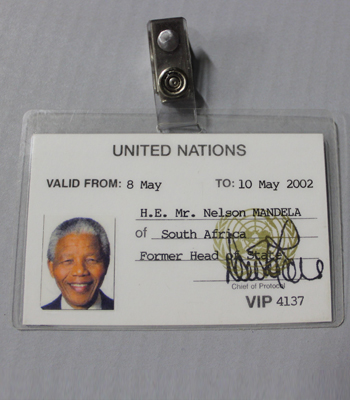 UNITED NATIONS
VALID FROM: 8 May TO: 10 May 2002
H.E. Mr. Nelson MANDELA
of South Africa
Former Head of State
Chief of Protocol
VIP 4137